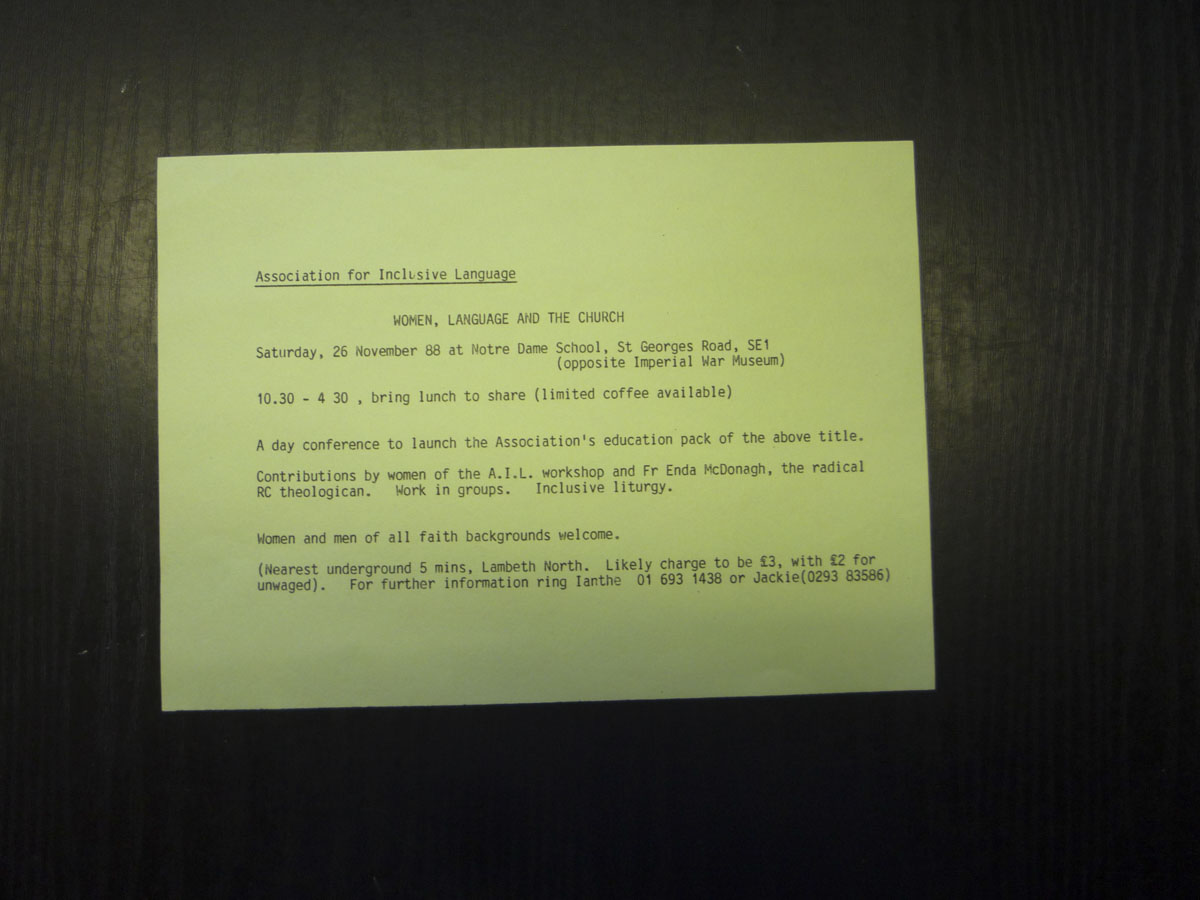 Association for Inclusive Language
WOMEN, LANGUAGE AND THE CHURCH
Saturday, 26 November 88 at Notre Dame School, St Georges Road, SE1
(opposite Imperial War Museum)
10.30 - 4 30 , bring lunch to share (limited coffee available)
A day conference to launch the Association's education pack of the above title.
Contributions by women of the A.I.L. workshop and Fr Enda McDonagh, the radical
RC theologican. Work in groups. Inclusive liturgy.
Women and men of all faith backgrounds welcome.
(Nearest underground 5 mins, Lambeth North. Likely charge to be £3, with £2 for
unwaged). For further information ring Ianthe 01 693 1438 or Jackie(0293 83586)